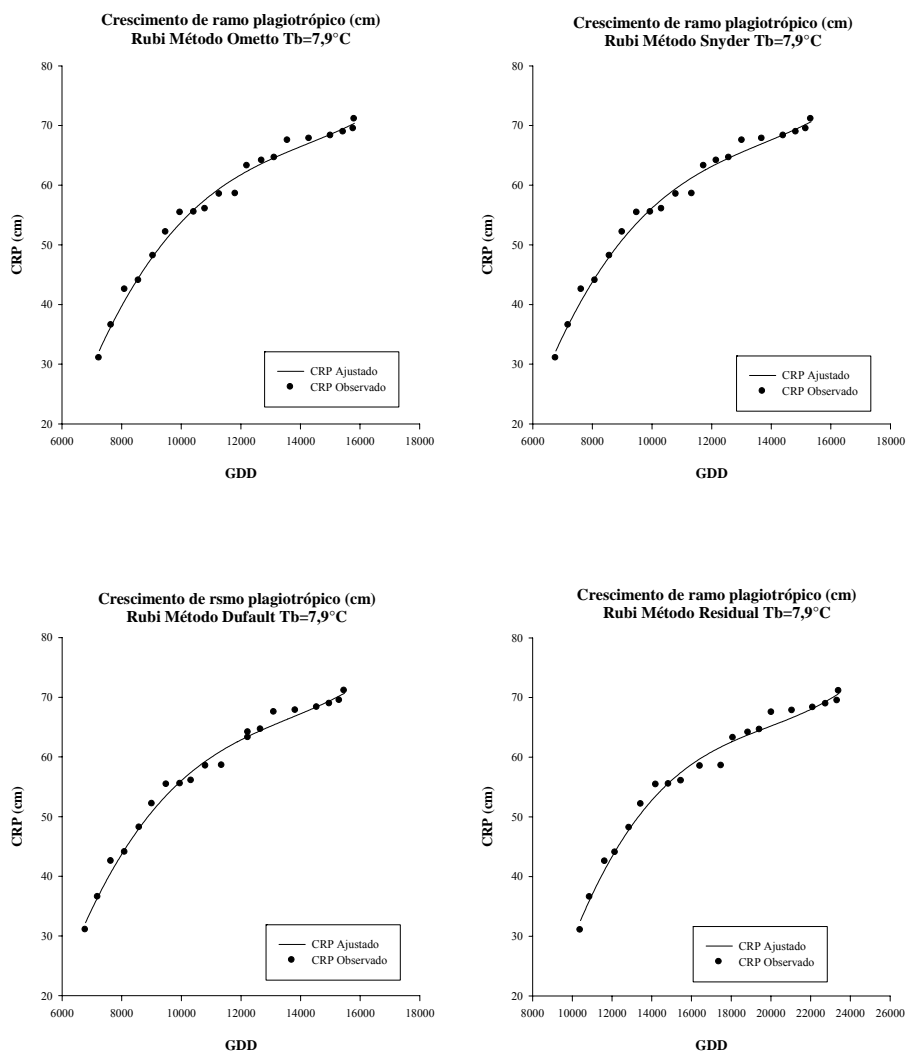 Crescimento de ramo plagiotrópico (cm)
Rubi Método Ometto Tb=7,9°C
80
70
60
50
40
30
20
CRP (cm)
CRP Ajustado
CRP Observado
6000 8000 10000 12000 14000 16000 18000
GDD
Crescimento de ramo plagiotrópico (cm)
Rubi Método Snyder Tb=7,9°C
80
70
60
50
40
30
20
CRP (cm)
CRP Ajustado
CRP Observado
6000 8000 10000 12000 14000 16000 18000
GDD
Crescimento de rsmo plagiotrópico (cm)
Rubi Método Dufault Tb=7,9°C
80
70
60
50
40
30
20
CRP (cm)
CRP Ajustado
CRP Observado
6000 8000 10000 12000 14000 16000 18000
GDD
Crescimento de ramo plagiotrópico (cm)
Rubi Método Residual Tb=7,9°C
80
70
60
50
40
30
20
CRP (cm)
CRP Ajustado
CRP Observado
8000 10000 12000 14000 16000 18000 20000 22000 24000 26000
GDD